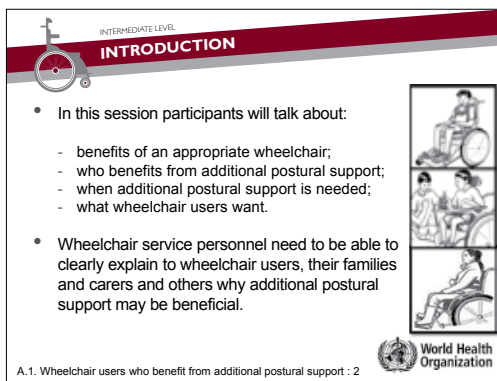 INTERMEDIATE LEVEL
INTRODUCTION
• In this session participants will talk about:
- benefits of an appropriate wheelchair;
- who benefits from additional postural support;
- when additional postural support is needed;
- what wheelchair users want.
• Wheelchair service personnel need to be able to
clearly explain to wheelchair users, their families
and carers and others why additional postural
support may be beneficial.
World Health
Organization
A.1. Wheelchair users who benefit from additional postural support : 2